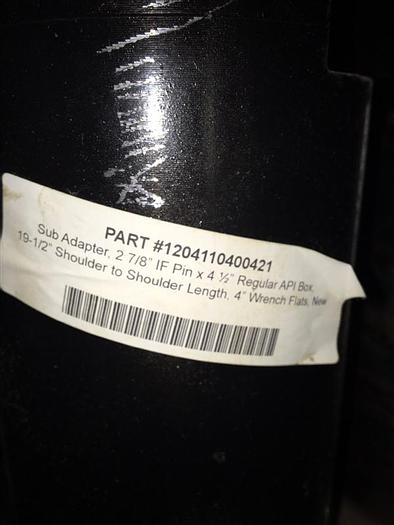 PART #1204110400421
Sub Adapter, 2 7/8" IF Pin x 4 ½" Regular API Box,
19-1/2" Shoulder to Shoulder Length, 4" Wrench Flats, New